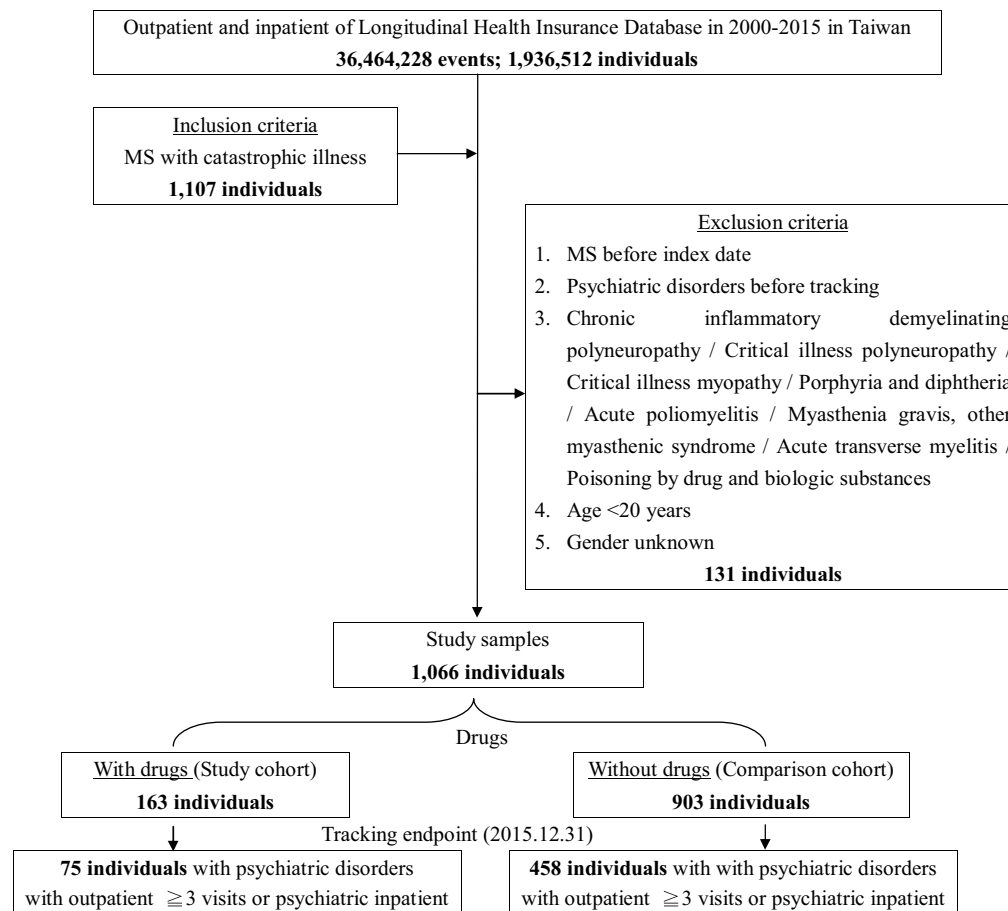 Outpatient and inpatient of Longitudinal Health Insurance Database in 2000-2015 in Taiwan
36,464,228 events; 1,936,512 individuals
Inclusion criteria
MS with catastrophic illness
1,107 individuals
Exclusion criteria
1. MS before index date
2. Psychiatric disorders before tracking
3. Chronic inflammatory demyelinating
polyneuropathy / Critical illness polyneuropathy /
Critical illness myopathy / Porphyria and diphtheria
/ Acute poliomyelitis / Myasthenia gravis, other
myasthenic syndrome / Acute transverse myelitis /
Poisoning by drug and biologic substances
4. Age <20 years
5. Gender unknown
131 individuals
Study samples
1,066 individuals
Drugs
With drugs (Study cohort)
163 individuals
Without drugs (Comparison cohort)
903 individuals
Tracking endpoint (2015.12.31)
75 individuals with psychiatric disorders
with outpatient ≧3 visits or psychiatric inpatient
458 individuals with with psychiatric disorders
with outpatient ≧3 visits or psychiatric inpatient